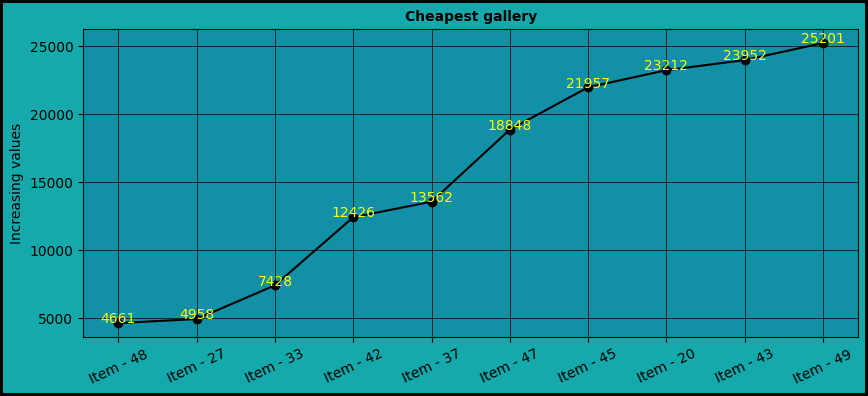 Cheapest gallery
Increasing values
25000
20000
15000
10000
5000
4661
4958
7428
12426
13562
18848
21957
23212
23952
25201
Item - 48
Item - 27
Item - 33
Item - 42
Item - 37
Item - 47
Item - 45
Item - 20
Item - 43
Item - 49